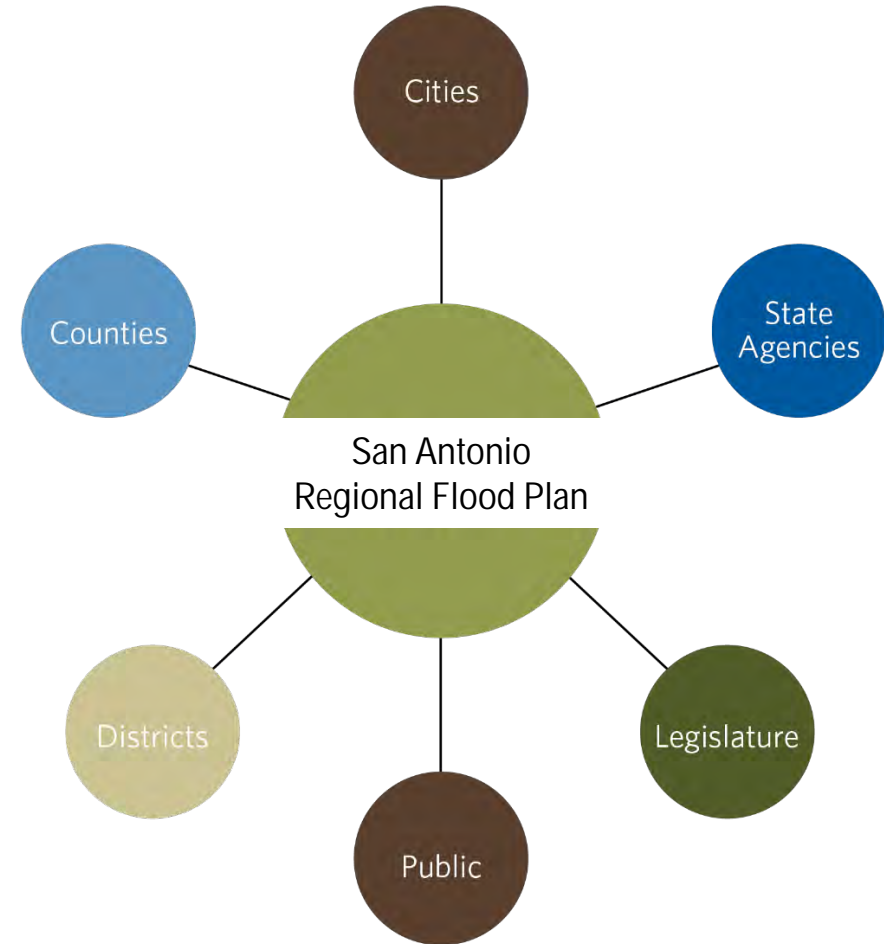 Cities
Counties
State
Agencies
San Antonio
Regional Flood Plan
Districts
Legislature
Public